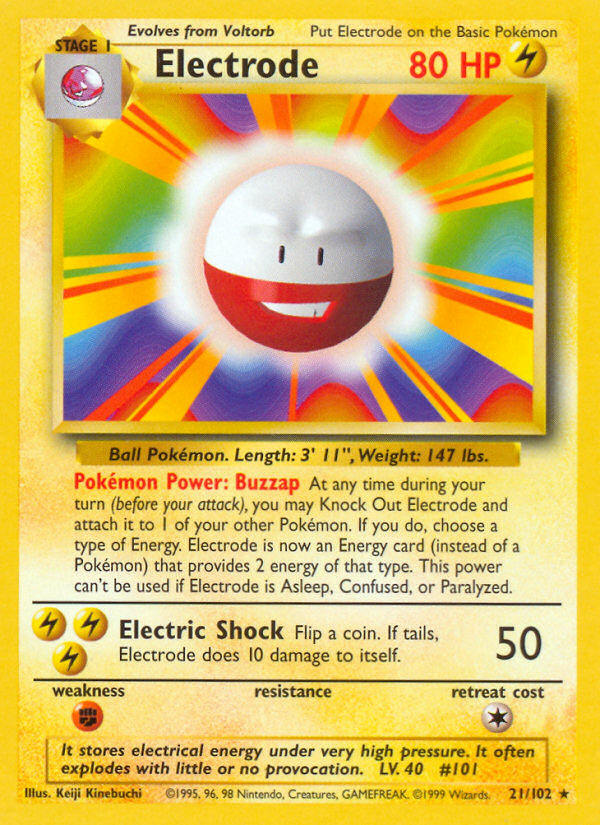 Evolves from Voltorb
Put Electrode on the Basic Pokémon
STAGE 1
Electrode
80 HP
Ball Pokémon. Length: 3' 11", Weight: 147 lbs.
Pokémon Power: Buzzap At any time during your
turn (before your attack), you may Knock Out Electrode and
attach it to 1 of your other Pokémon. If you do, choose a
type of Energy. Electrode is now an Energy card (instead of a
Pokémon) that provides 2 energy of that type. This power
can't be used if Electrode is Asleep, Confused, or Paralyzed.
Electric Shock Flip a coin. If tails,
Electrode does 10 damage to itself.
50
weakness
resistance
retreat cost
It stores electrical energy under very high pressure. It often
explodes with little or no provocation. LV. 40 #101
Illus. Keiji Kinebuchi ©1995, 96, 98 Nintendo, Creatures, GAMEFREAK. ©1999 Wizards. 21/102 ★